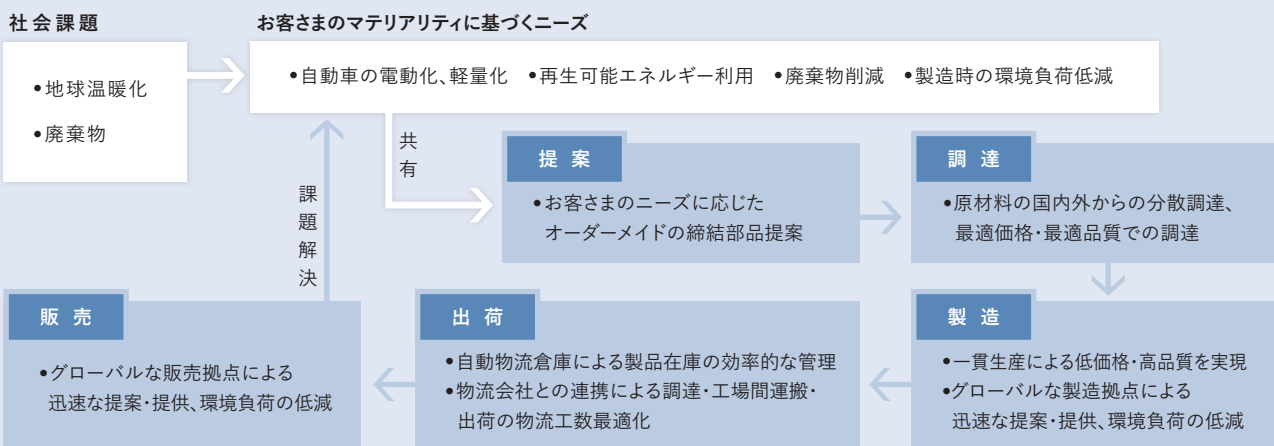 社会課題
•地球温暖化
•廃棄物
お客さまのマテリアリティに基づくニーズ
•自動車の電動化、軽量化 •再生可能エネルギー利用 •廃棄物削減 •製造時の環境負荷低減
共有
提案
•お客さまのニーズに応じた
オーダーメイドの締結部品提案
調達
•原材料の国内外からの分散調達、
最適価格・最適品質での調達
製造
•一貫生産による低価格・高品質を実現
•グローバルな製造拠点による
迅速な提案・提供、環境負荷の低減
出荷
•自動物流倉庫による製品在庫の効率的な管理
•物流会社との連携による調達・工場間運搬・
出荷の物流工数最適化
販売
•グローバルな販売拠点による
迅速な提案・提供、環境負荷の低減
課題解決